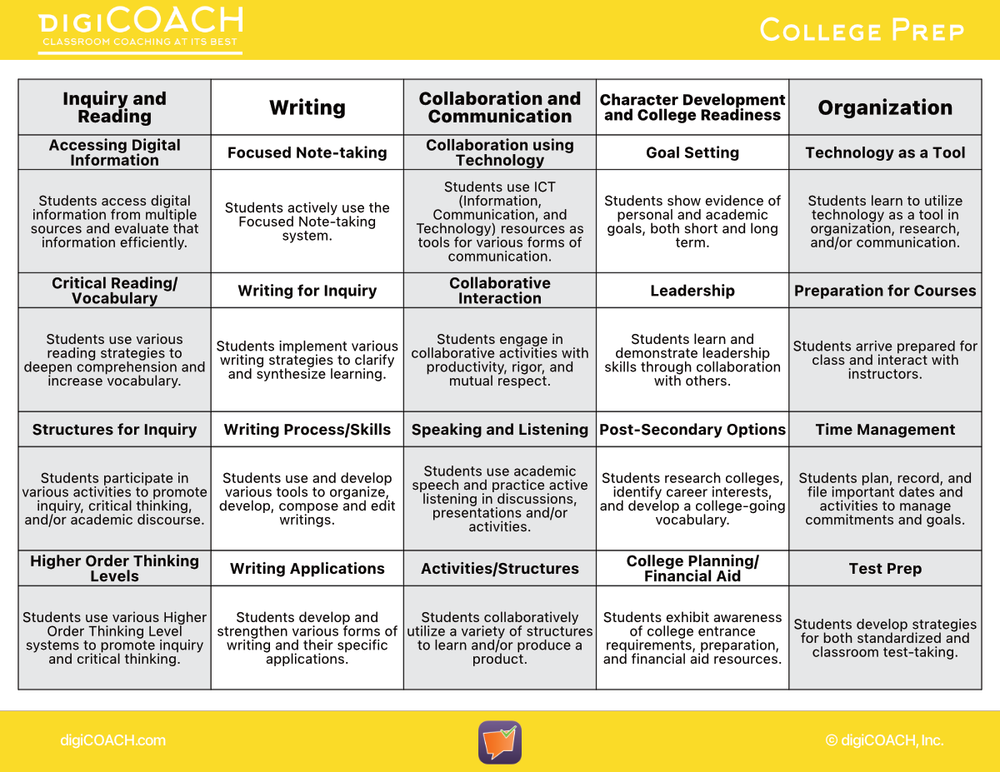 DIGICOACH
CLASSROOM COACHING AT ITS BEST
COLLEGE PREP
Inquiry and
Reading
Writing
Collaboration and
Communication
Character Development
and College Readiness
Organization
Accessing Digital
Information
Focused Note-taking
Collaboration using
Technology
Goal Setting
Technology as a Tool
Students access digital
information from multiple
sources and evaluate that
information efficiently.
Students actively use the
Focused Note-taking
system.
Students use ICT
(Information,
Communication, and
Technology) resources as
tools for various forms of
communication.
Students show evidence of
personal and academic
goals, both short and long
term.
Students learn to utilize
technology as a tool in
organization, research,
and/or communication.
Critical Reading/
Vocabulary
Writing for Inquiry
Collaborative
Interaction
Leadership
Preparation for Courses
Students use various
reading strategies to
deepen comprehension and
increase vocabulary.
Students implement various
writing strategies to clarify
and synthesize learning.
Students engage in
collaborative activities with
productivity, rigor, and
mutual respect.
Students learn and
demonstrate leadership
skills through collaboration
with others.
Students arrive prepared for
class and interact with
instructors.
Structures for Inquiry
Writing Process/Skills
Speaking and Listening
Post-Secondary Options
Time Management
Students participate in
various activities to promote
inquiry, critical thinking,
and/or academic discourse.
Students use and develop
various tools to organize,
develop, compose and edit
writings.
Students use academic
speech and practice active
listening in discussions,
presentations and/or
activities.
Students research colleges,
identify career interests,
and develop a college-going
vocabulary.
Students plan, record, and
file important dates and
activities to manage
commitments and goals.
Higher Order Thinking
Levels
Writing Applications
Activities/Structures
College Planning/
Financial Aid
Test Prep
Students use various Higher
Order Thinking Level
systems to promote inquiry
and critical thinking.
Students develop and
strengthen various forms of
writing and their specific
applications.
Students collaboratively
utilize a variety of structures
to learn and/or produce a
product.
Students exhibit awareness
of college entrance
requirements, preparation,
and financial aid resources.
Students develop strategies
for both standardized and
classroom test-taking.
digiCOACH.com
© digiCOACH, Inc.